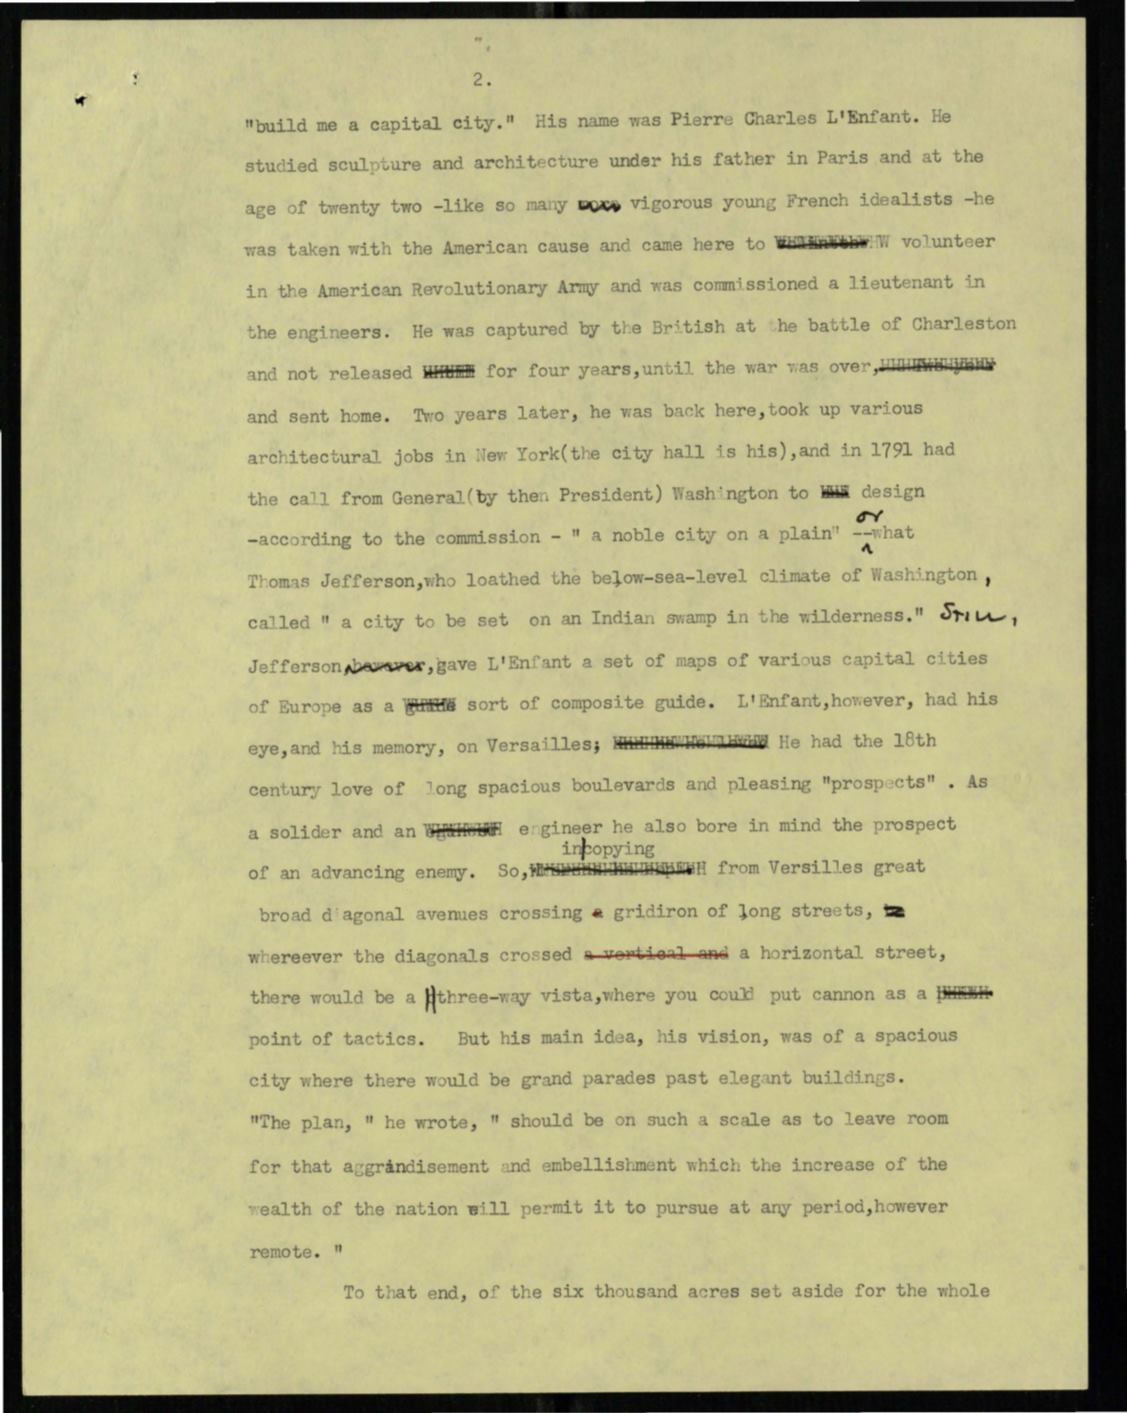 2.
"build me a capital city."  His name was Pierre Charles L'Enfant. He
studied sculpture and architecture under his father in Paris and at the
age of twenty two -like so many vigorous young French idealists -he
was taken with the American cause and came here to volunteer
in the American Revolutionary Army and was commissioned a lieutenant in
the engineers.  He was captured by the British at the battle of Charleston
and not released for four years,until the war was over,
and sent home.  Two years later, he was back here,took up various
architectural jobs in New York(the city hall is his),and in 1791 had
the call from General(by then President) Washington to design
or
-according to the commission - " a noble city on a plain" --what
Thomas Jefferson,who loathed the below-sea-level climate of Washington,
called " a city to be set  on an Indian swamp in the wilderness." Still,
Jefferson, however,gave L'Enfant a set of maps of various capital cities
of Europe as a sort of composite guide.  L'Enfant,however, had his
eye,and his memory, on Versailles; He had the 18th
century love of long spacious boulevards and pleasing "prospects" . As
a solider and an engineer he also bore in mind the prospect
in copying
of an advancing enemy.  So, from Versilles great
broad diagonal avenues crossing a gridiron of long streets,
whereever the diagonals crossed a vertical and a horizontal street,
there would be a three-way vista,where you could put cannon as a
point of tactics.   But his main idea, his vision, was of a spacious
city where there would be grand parades past elegant buildings.
"The plan, " he wrote, " should be on such a scale as to leave room
for that aggrandisement and embellishment which the increase of the
wealth of the nation will permit it to pursue at any period,however
remote. "
To that end, of the six thousand acres set aside for the whole